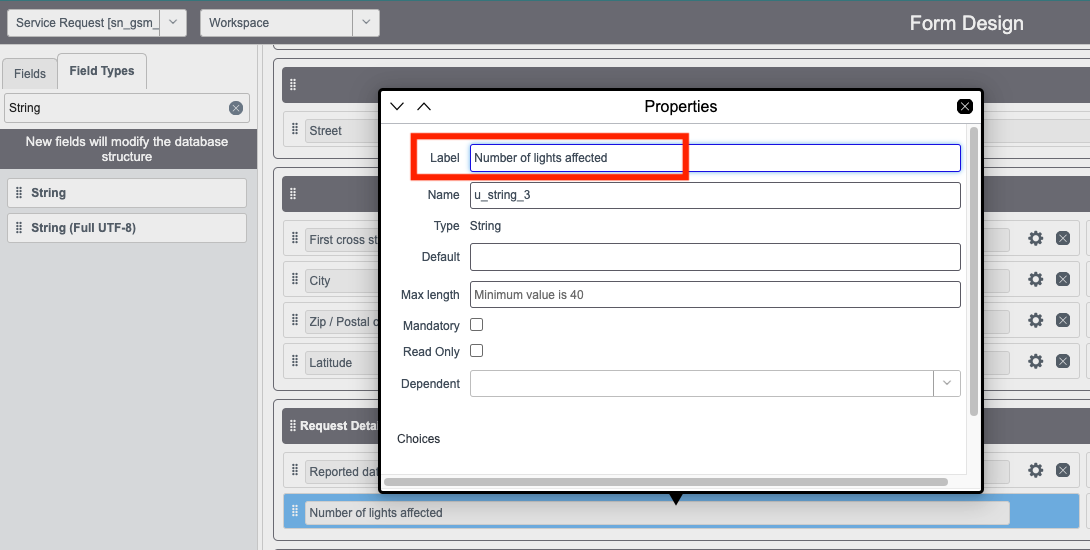 Service Request [sn_gsm_
Workspace
Form Design
Fields
Field Types
String
New fields will modify the database
structure
String
String (Full UTF-8)
Street
First cross st
City
Zip / Postal c
Latitude
Request Detai
Reported dat
Number of lights affected
Properties
Label Number of lights affected
Name u_string_3
Type String
Default
Max length Minimum value is 40
Mandatory
Read Only
Dependent
Choices